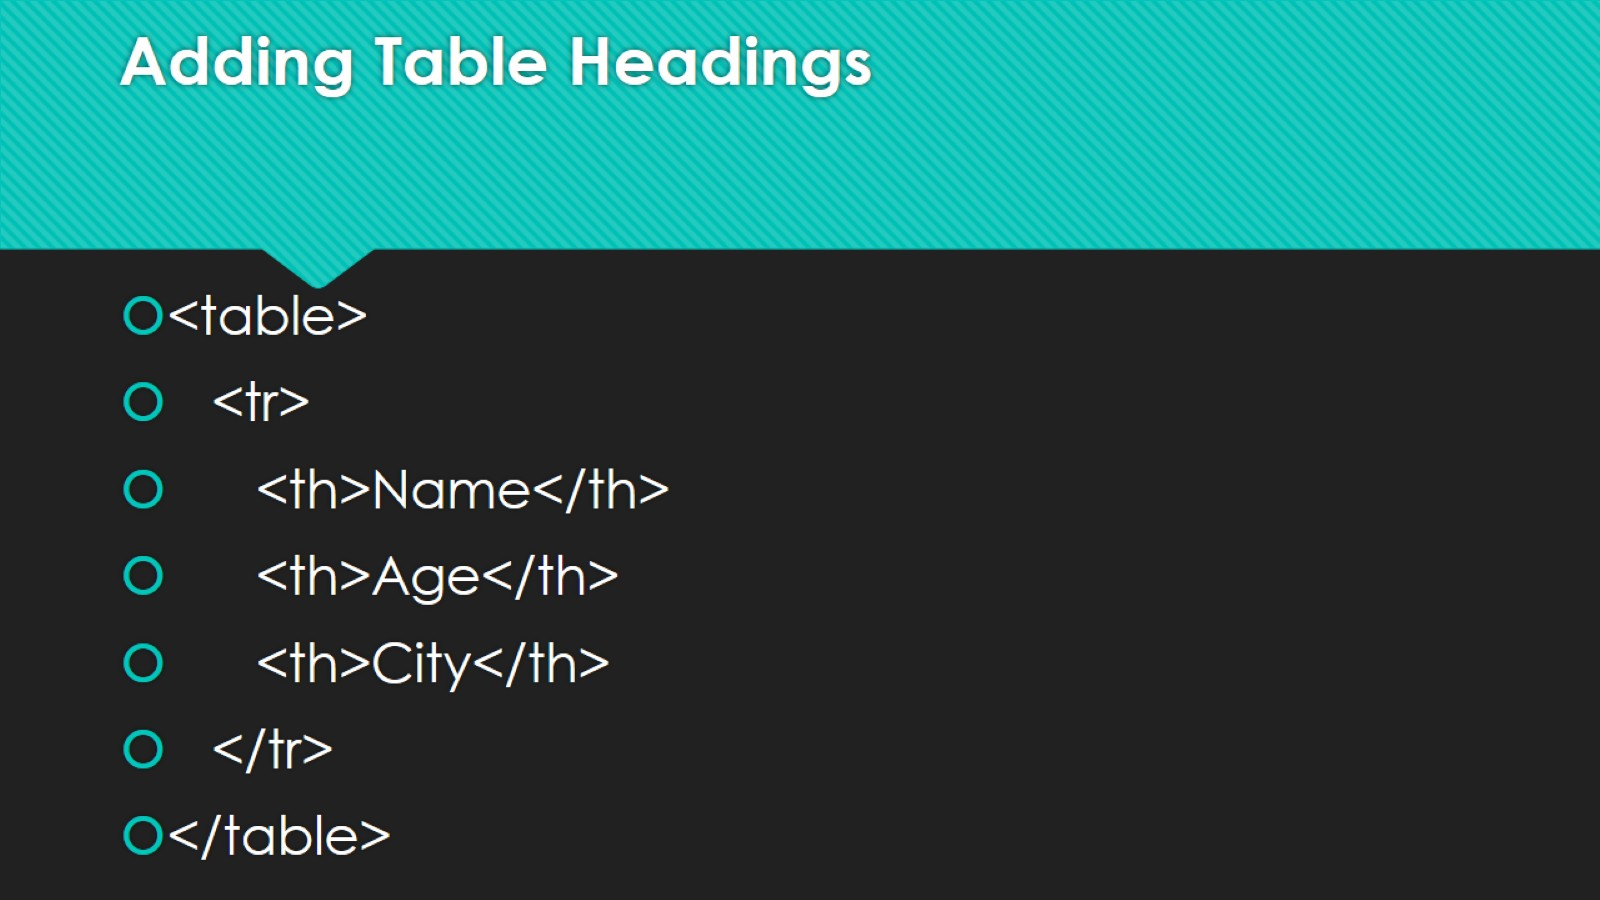 Adding Table Headings
<table>
<tr>
<th>Name</th>
<th>Age</th>
<th>City</th>
</tr>
</table>